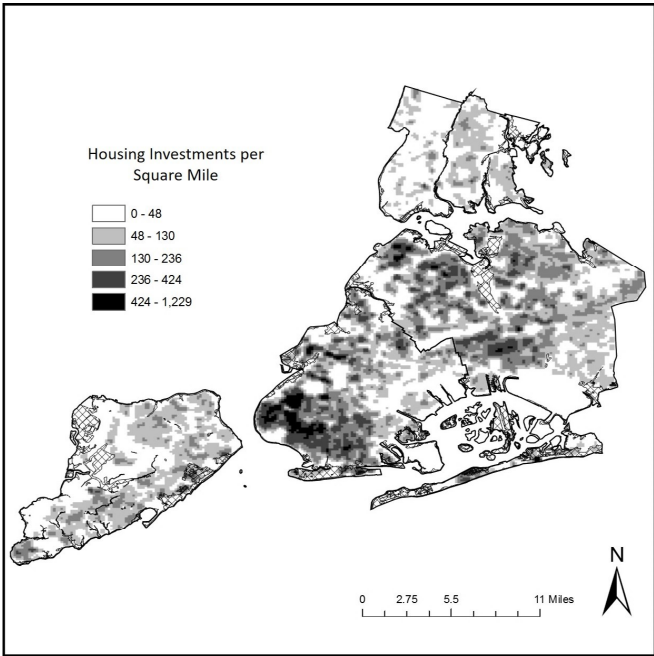 Housing Investments per
Square Mile
0 - 48
48 - 130
130 - 236
236 - 424
424 - 1,229
N
0 2.75 5.5 11 Miles